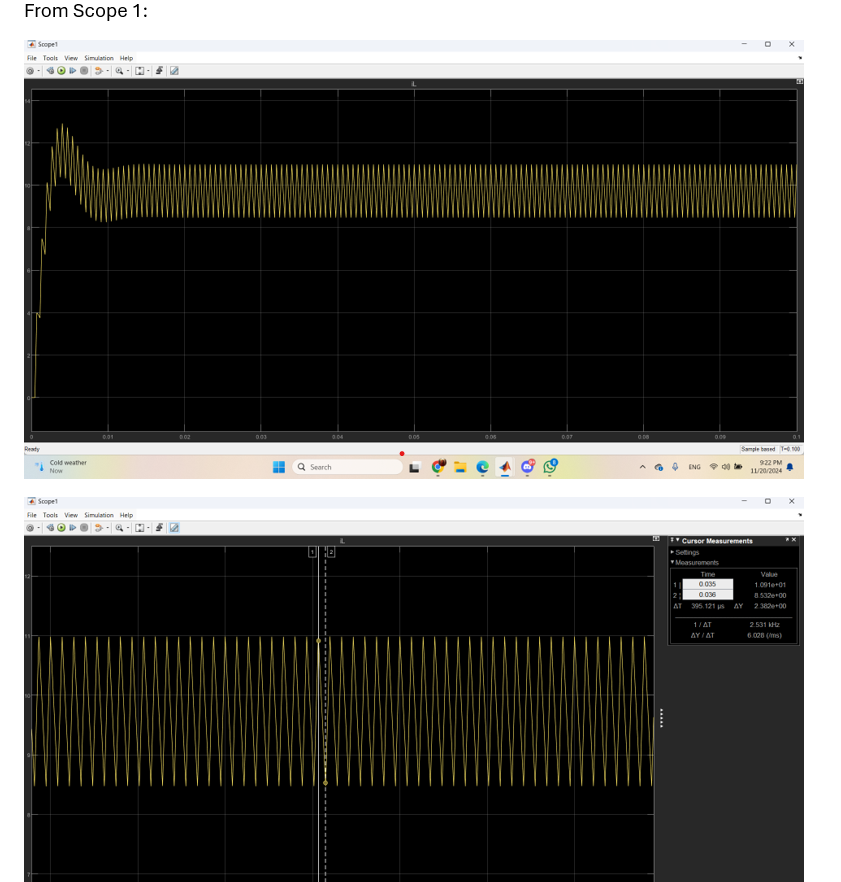 From Scope 1:
Scope1
File Tools View Simulation Help
iL
14
12
10
8
6
4
2
0
0 0.01 0.02 0.03 0.04 0.05 0.06 0.07 0.08 0.09 0.1
Ready Sample based T=0.100
Cold weather
Now
Search
ENG
9:22 PM
11/20/2024
Scope1
File Tools View Simulation Help
iL
1 2
12
11
10
9
8
7
Cursor Measurements
Settings
Measurements
Time Value
1 0.035 1.091e+01
2 0.036 8.532e+00
ΔT 395.121 µs ΔY 2.382e+00
1 / ΔT 2.531 kHz
ΔY / ΔT 6.028 (/ms)